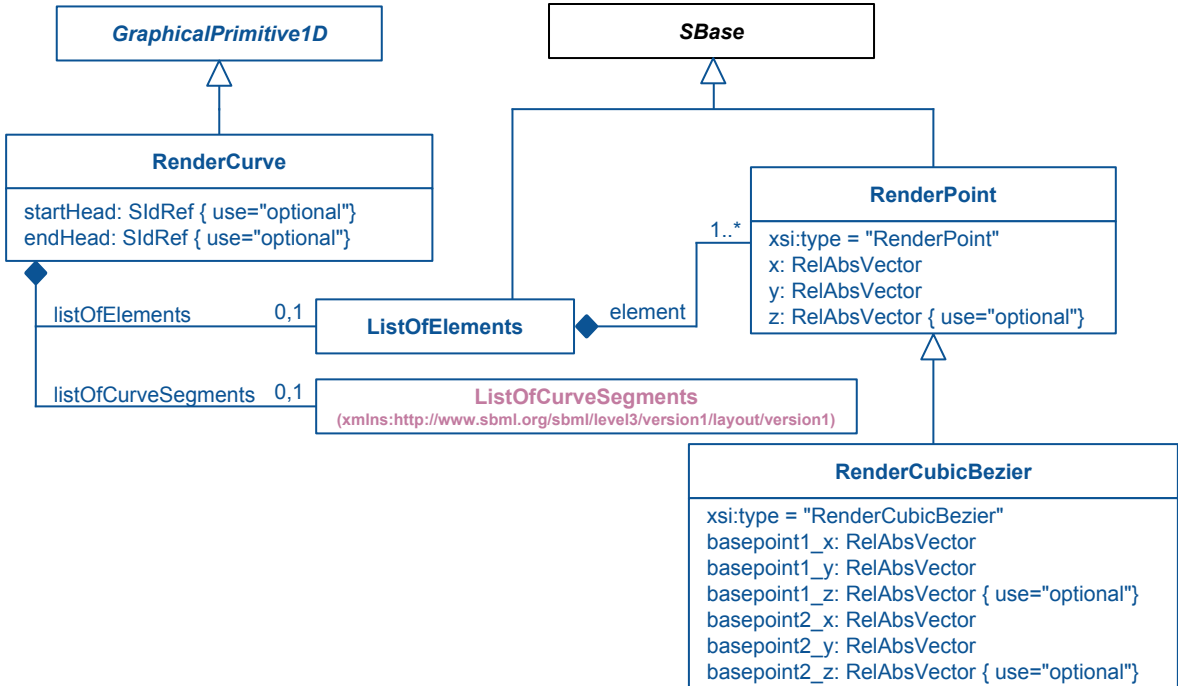 GraphicalPrimitive1D
SBase
RenderCurve
startHead: SIdRef { use="optional"}
endHead: SIdRef { use="optional"}
RenderPoint
xsi:type = "RenderPoint"
x: RelAbsVector
y: RelAbsVector
z: RelAbsVector { use="optional"}
1..*
listOfElements
0,1
ListOfElements
element
listOfCurveSegments
0,1
ListOfCurveSegments
(xmlns:http://www.sbml.org/sbml/level3/version1/layout/version1)
RenderCubicBezier
xsi:type = "RenderCubicBezier"
basepoint1_x: RelAbsVector
basepoint1_y: RelAbsVector
basepoint1_z: RelAbsVector { use="optional"}
basepoint2_x: RelAbsVector
basepoint2_y: RelAbsVector
basepoint2_z: RelAbsVector { use="optional"}